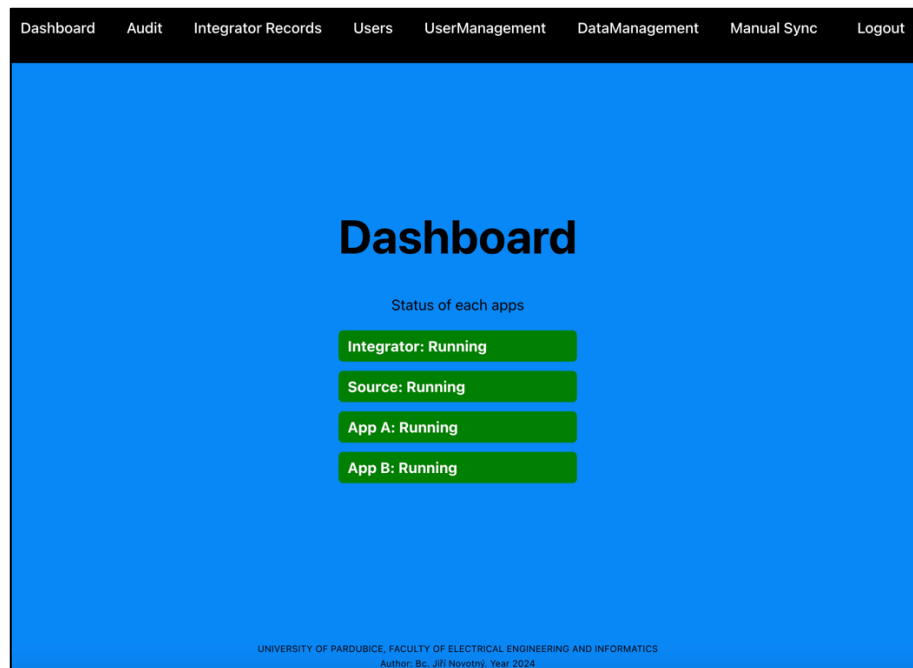 Dashboard Audit Integrator Records Users UserManagement DataManagement Manual Sync Logout
Dashboard
Status of each apps
Integrator: Running
Source: Running
App A: Running
App B: Running
UNIVERSITY OF PARDUBICE, FACULTY OF ELECTRICAL ENGINEERING AND INFORMATICS
Author: Bc. Jiří Novotný. Year 2024